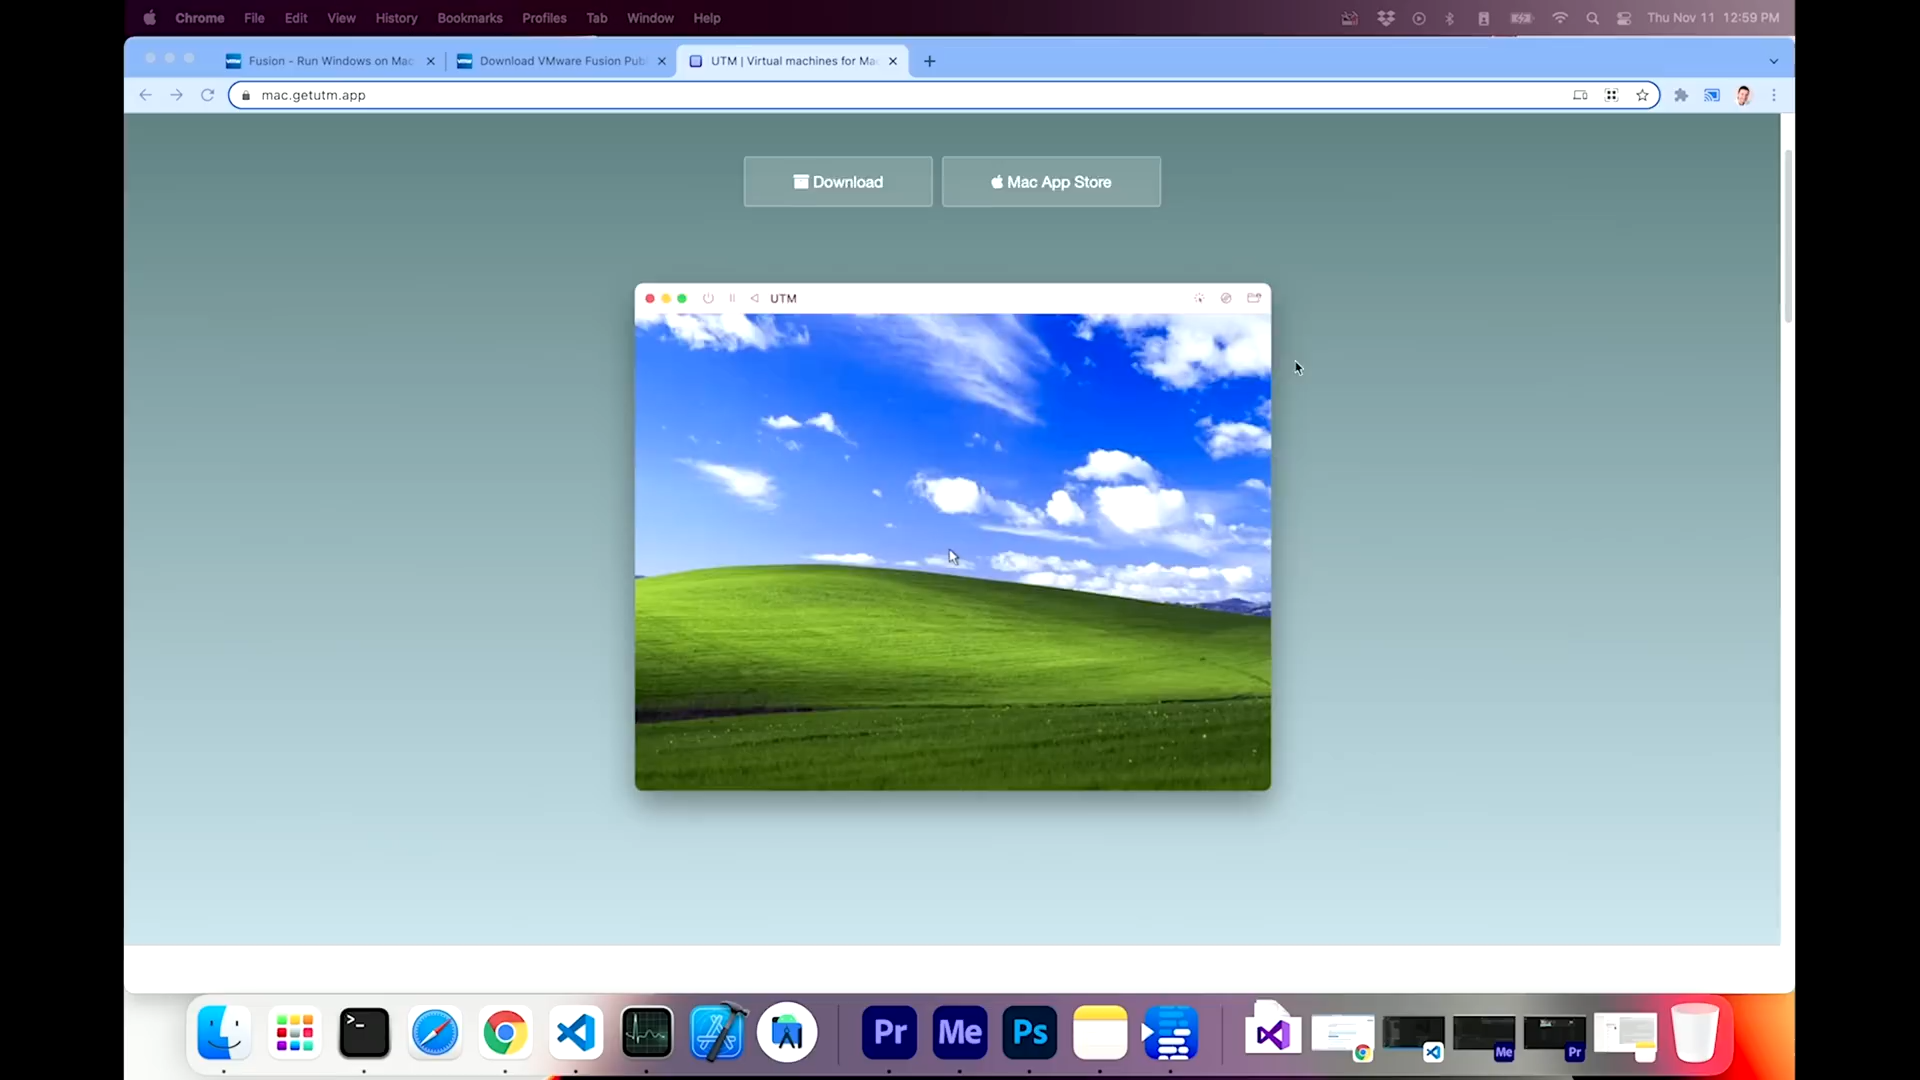 Chrome File Edit View History Bookmarks Profiles Tab Window Help Thu Nov 11 12:59 PM
Fusion - Run Windows on Mac Download VMware Fusion Pub UTM | Virtual machines for Ma
mac.getutm.app
Download Mac App Store
UTM
Pr Me Ps
Me Pr